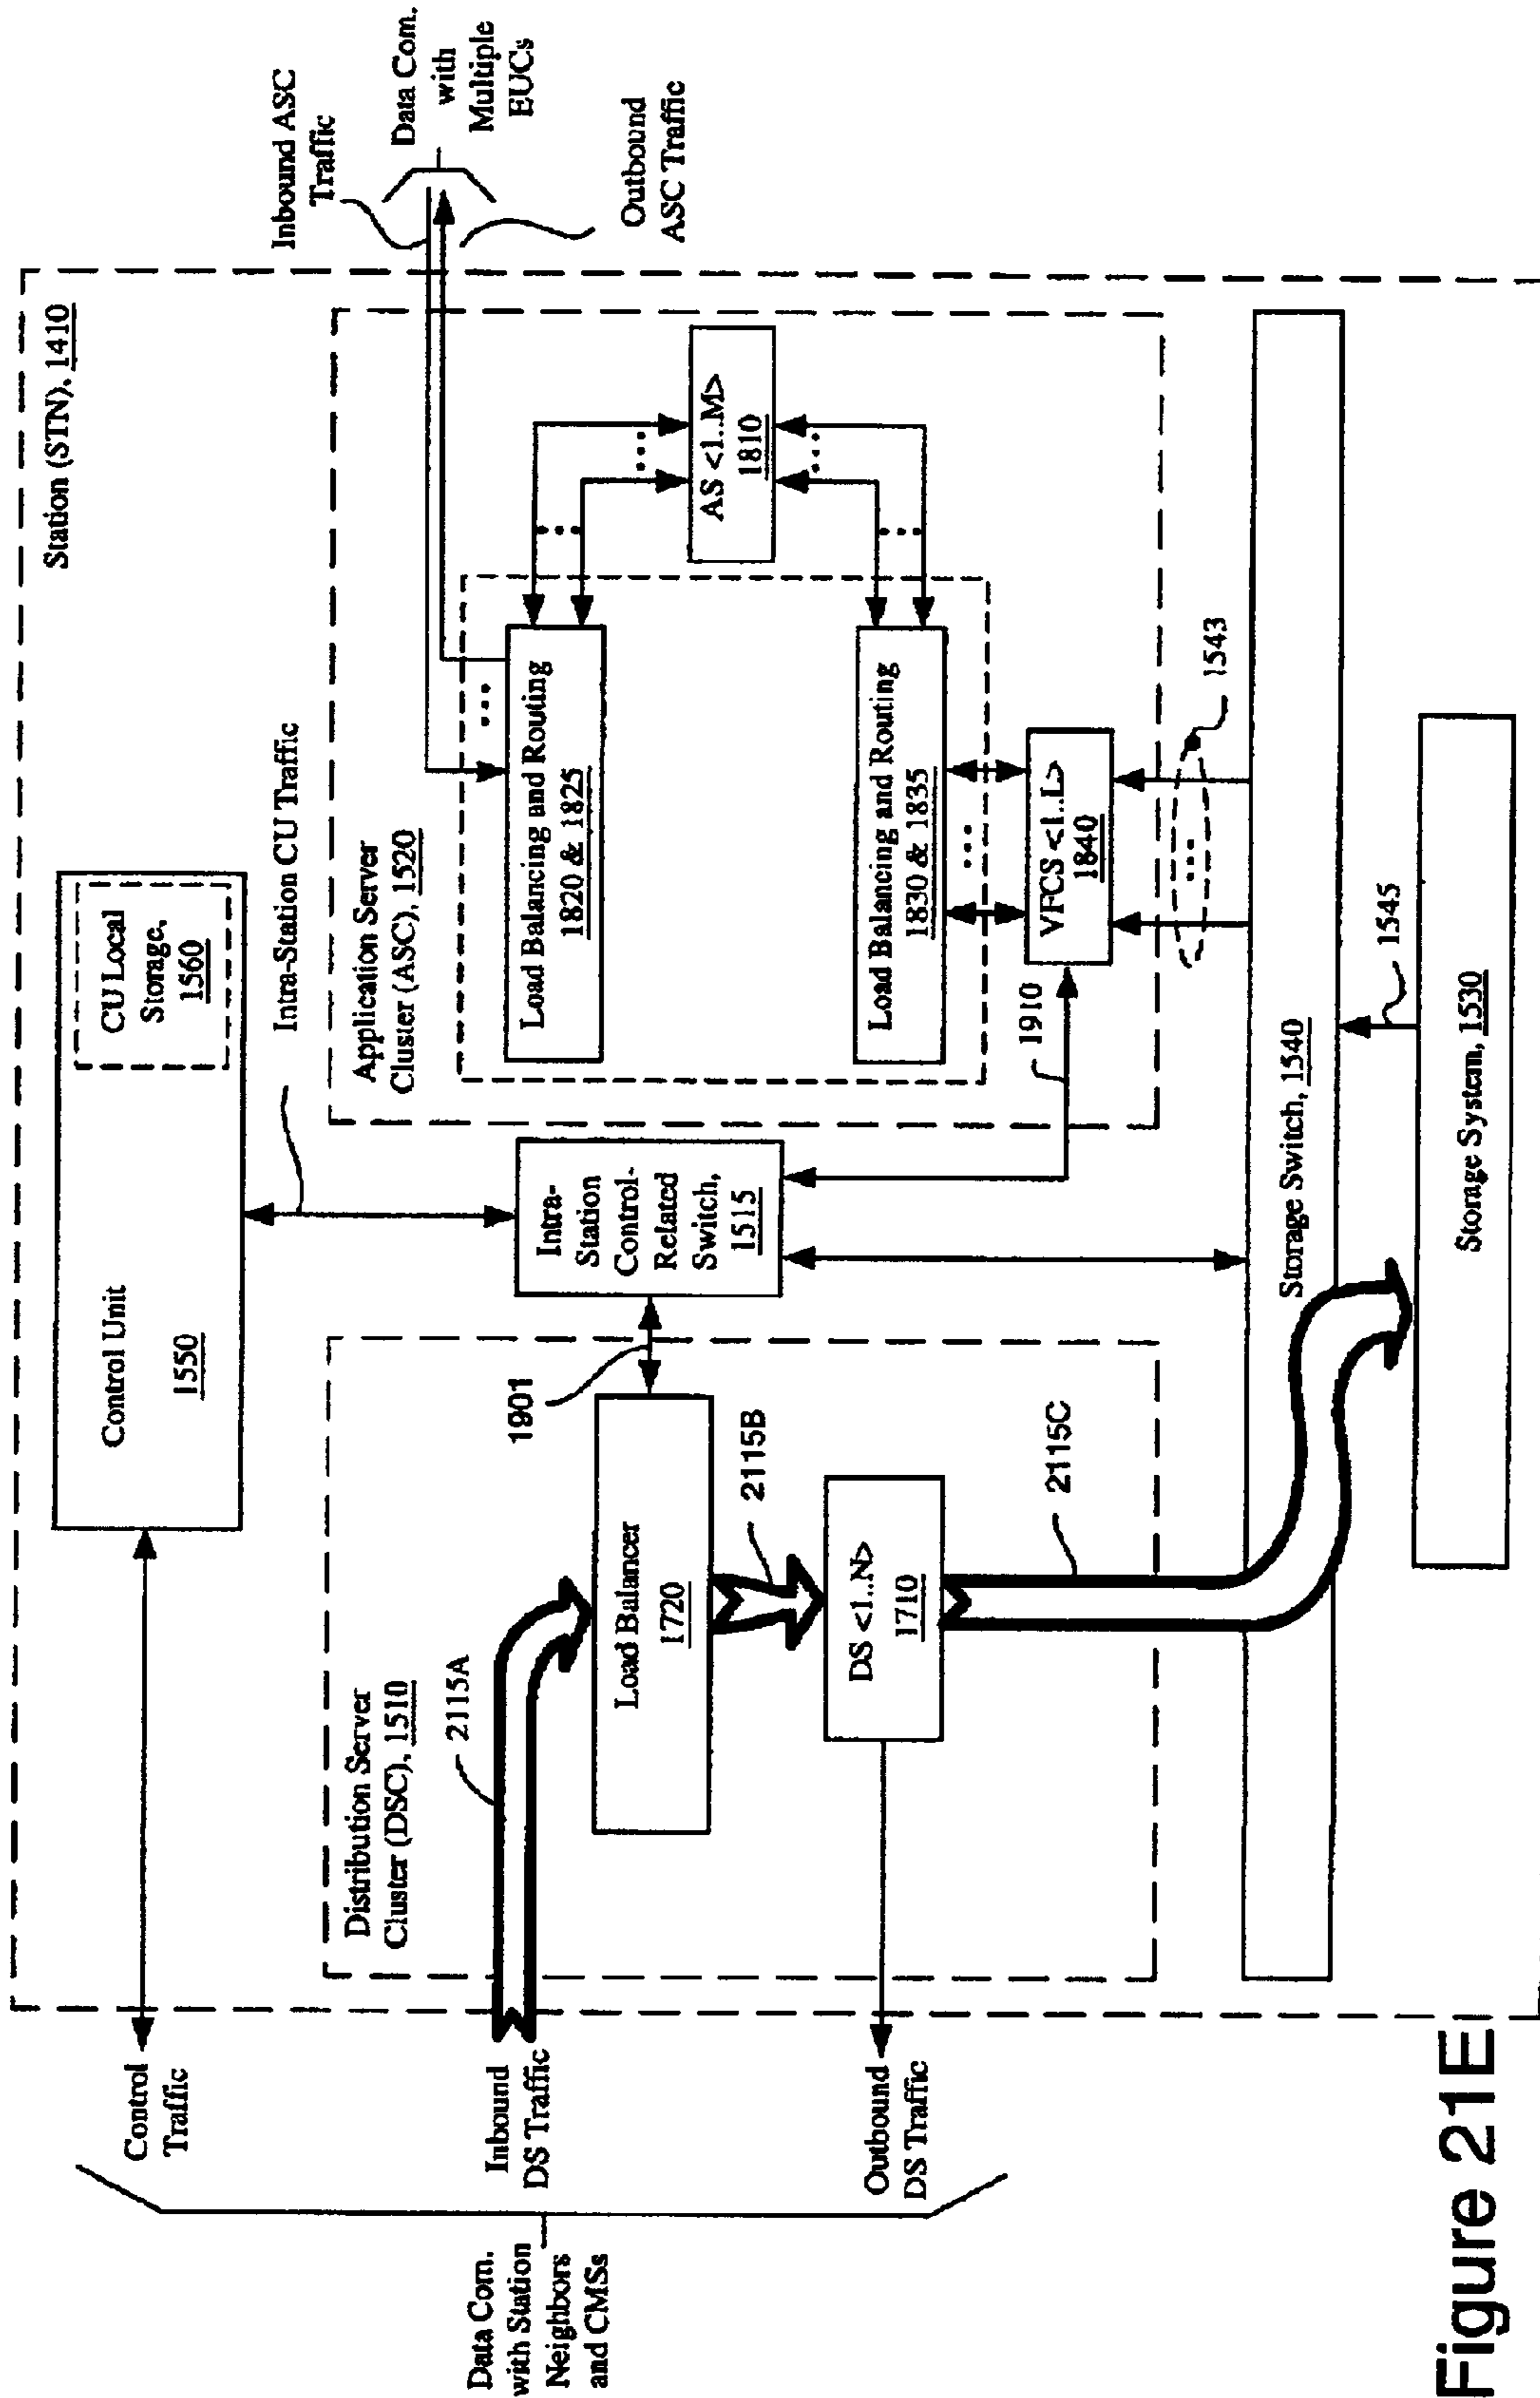 Station (STN), 1410
Control Unit
1550
CU Local
Storage,
1560
Control
Traffic
Intra-Station CU Traffic
Inbound ASC
Traffic
Data Com.
with
Multiple
EUCs
Outbound
ASC Traffic
Data Com.
with Station
Neighbors
and CMSs
Inbound
DS Traffic
Outbound
DS Traffic
Distribution Server
Cluster (DSC), 1510
2115A
Load Balancer
1720
1901
2115B
DS <1..N>
1710
2115C
Intra-
Station
Control-
Related
Switch,
1515
Application Server
Cluster (ASC), 1520
Load Balancing and Routing
1820 & 1825
AS <1..M>
1810
Load Balancing and Routing
1830 & 1835
1910
VFCS <1..L>
1840
1543
Storage Switch, 1540
1545
Storage System, 1530
Figure 21E